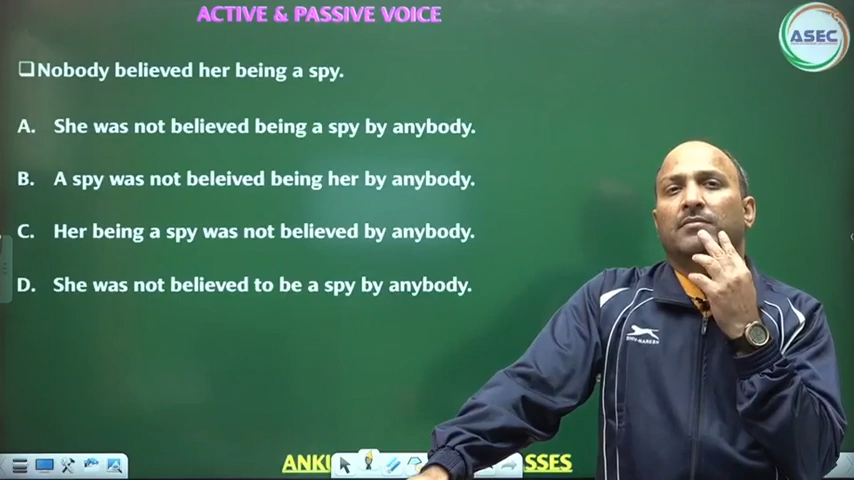 ACTIVE & PASSIVE VOICE
ASEC
❑Nobody believed her being a spy.
A. She was not believed being a spy by anybody.
B. A spy was not beleived being her by anybody.
C. Her being a spy was not believed by anybody.
D. She was not believed to be a spy by anybody.
SHIV-NARESH